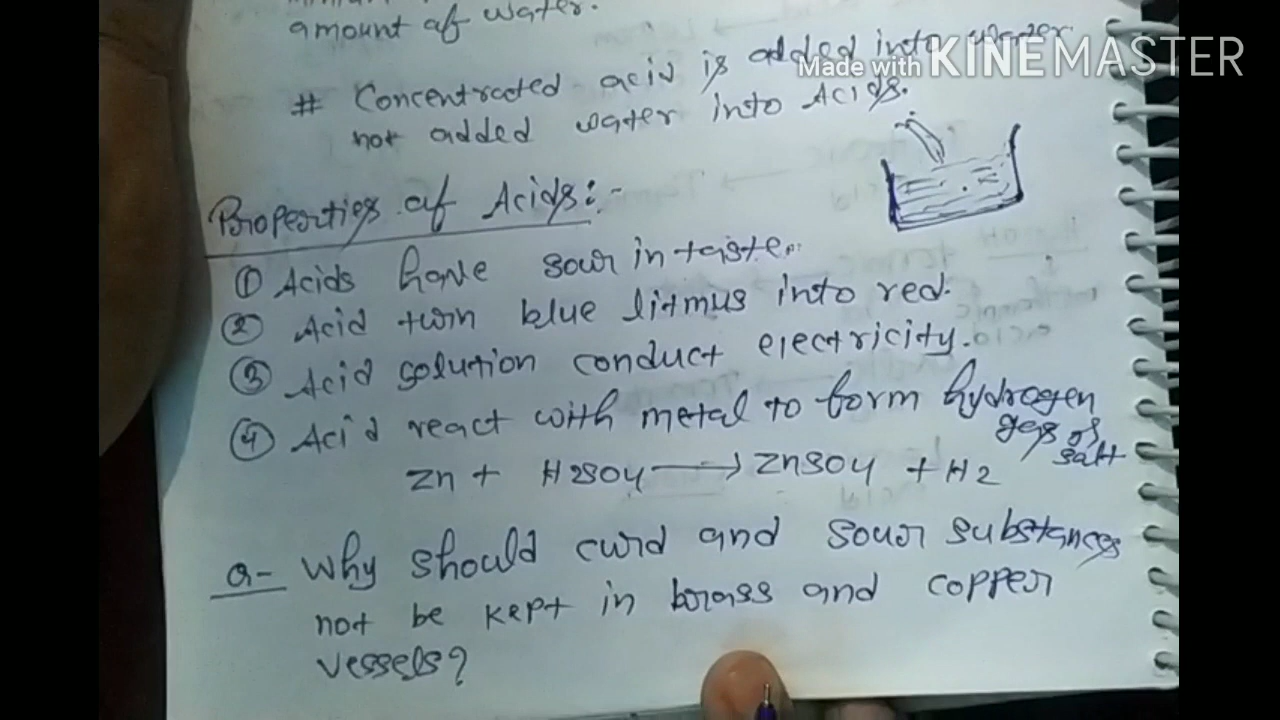 amount of water.
# Concentrated acid is added into water
not added water into Acids.
Made with KINEMASTER
Properties of Acids:-
① Acids have sour in taste.
② Acid turn blue litmus into red.
③ Acid solution conduct electricity.
④ Acid react with metal to form hydrogen
gas of
salt
Zn + H2SO4 → ZnSO4 + H2
Q- Why should curd and sour substances
not be kept in brass and copper
vessels?